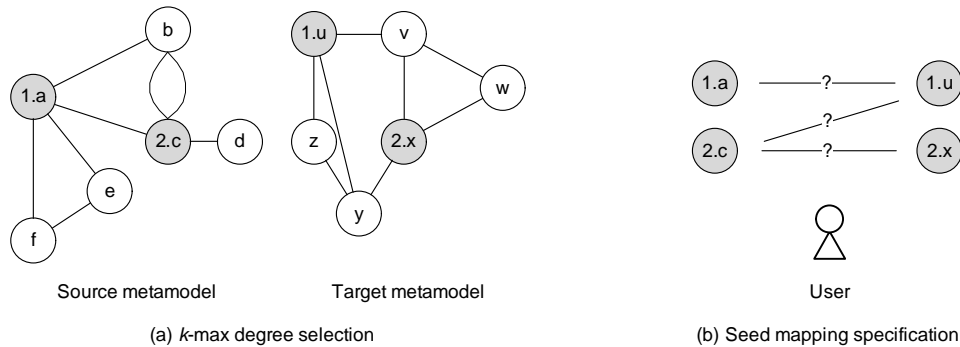 b
1.a
2.c
d
e
f
Source metamodel
1.u
v
w
z
2.x
y
Target metamodel
(a) k-max degree selection
1.a
?
1.u
?
2.c
?
2.x
User
(b) Seed mapping specification